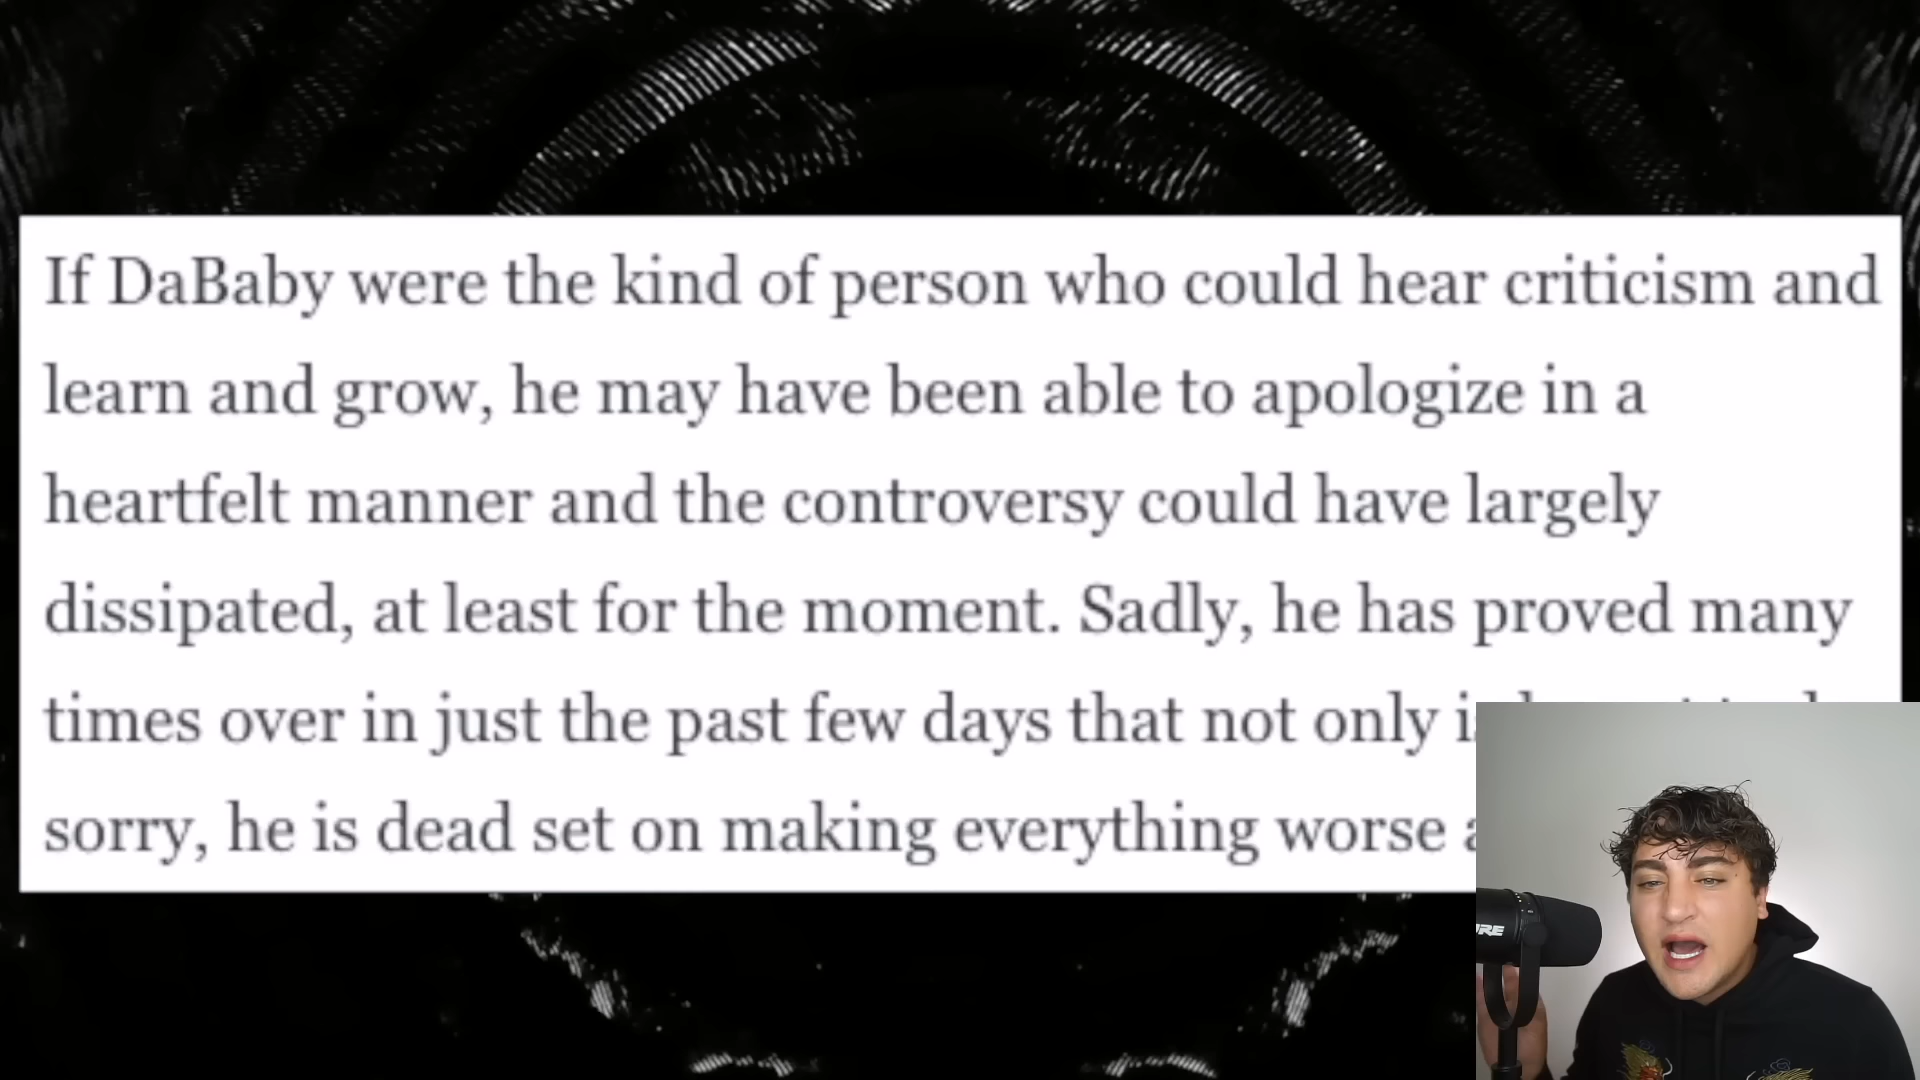 If DaBaby were the kind of person who could hear criticism and
learn and grow, he may have been able to apologize in a
heartfelt manner and the controversy could have largely
dissipated, at least for the moment. Sadly, he has proved many
times over in just the past few days that not only
sorry, he is dead set on making everything worse